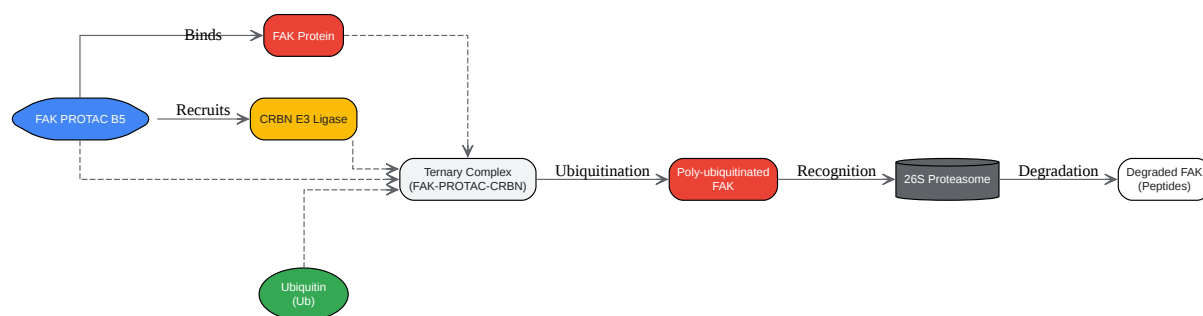 Binds
FAK Protein
FAK PROTAC B5
Recruits
CRBN E3 Ligase
Ternary Complex
(FAK-PROTAC-CRBN)
Ubiquitination
Poly-ubiquitinated
FAK
Recognition
26S Proteasome
Degradation
Degraded FAK
(Peptides)
Ubiquitin
(Ub)